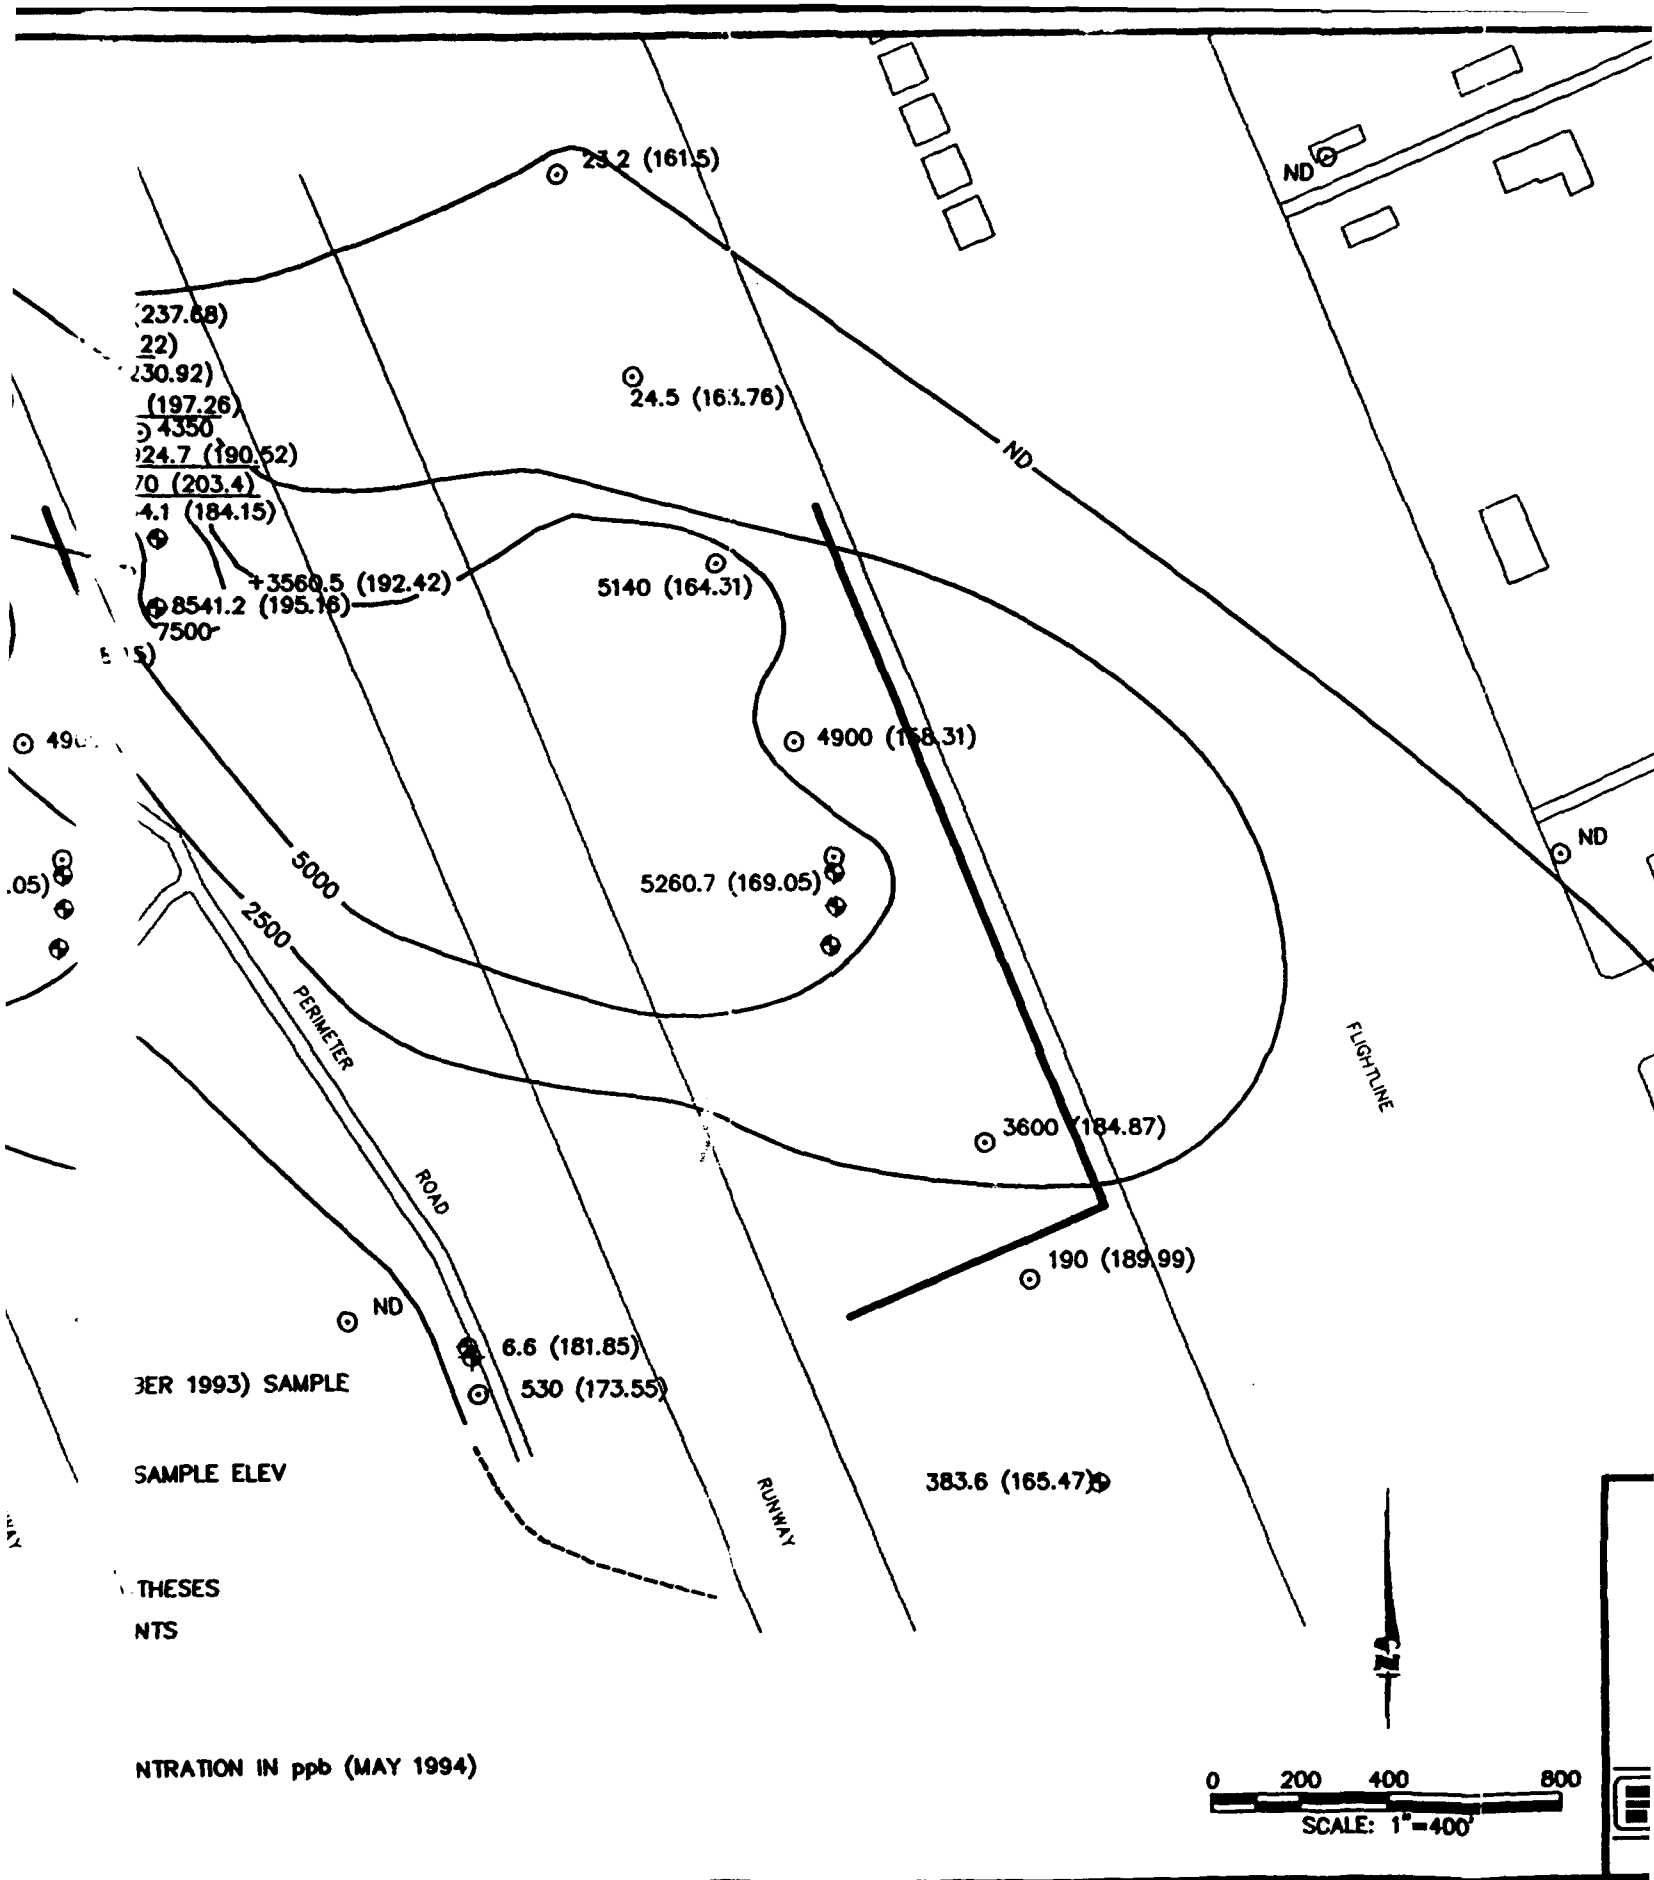 23.2 (161.5)
ND
(237.68)
22)
230.92)
24.5 (163.76)
(197.26)
4350
924.7 (190.52)
70 (203.4)
4.1 (184.15)
ND
+3560.5 (192.42)
5140 (164.31)
8541.2 (195.16)
7500
4900 (168.31)
ND
5000
.05)
5260.7 (169.05)
2500
PERIMETER
ROAD
FLIGHTLINE
3600 (184.87)
190 (189.99)
ND
6.6 (181.85)
530 (173.55)
BER 1993) SAMPLE
SAMPLE ELEV
383.6 (165.47)
RUNWAY
THESES
NTS
N
NTRATION IN ppb (MAY 1994)
0 200 400 800
SCALE: 1"=400'